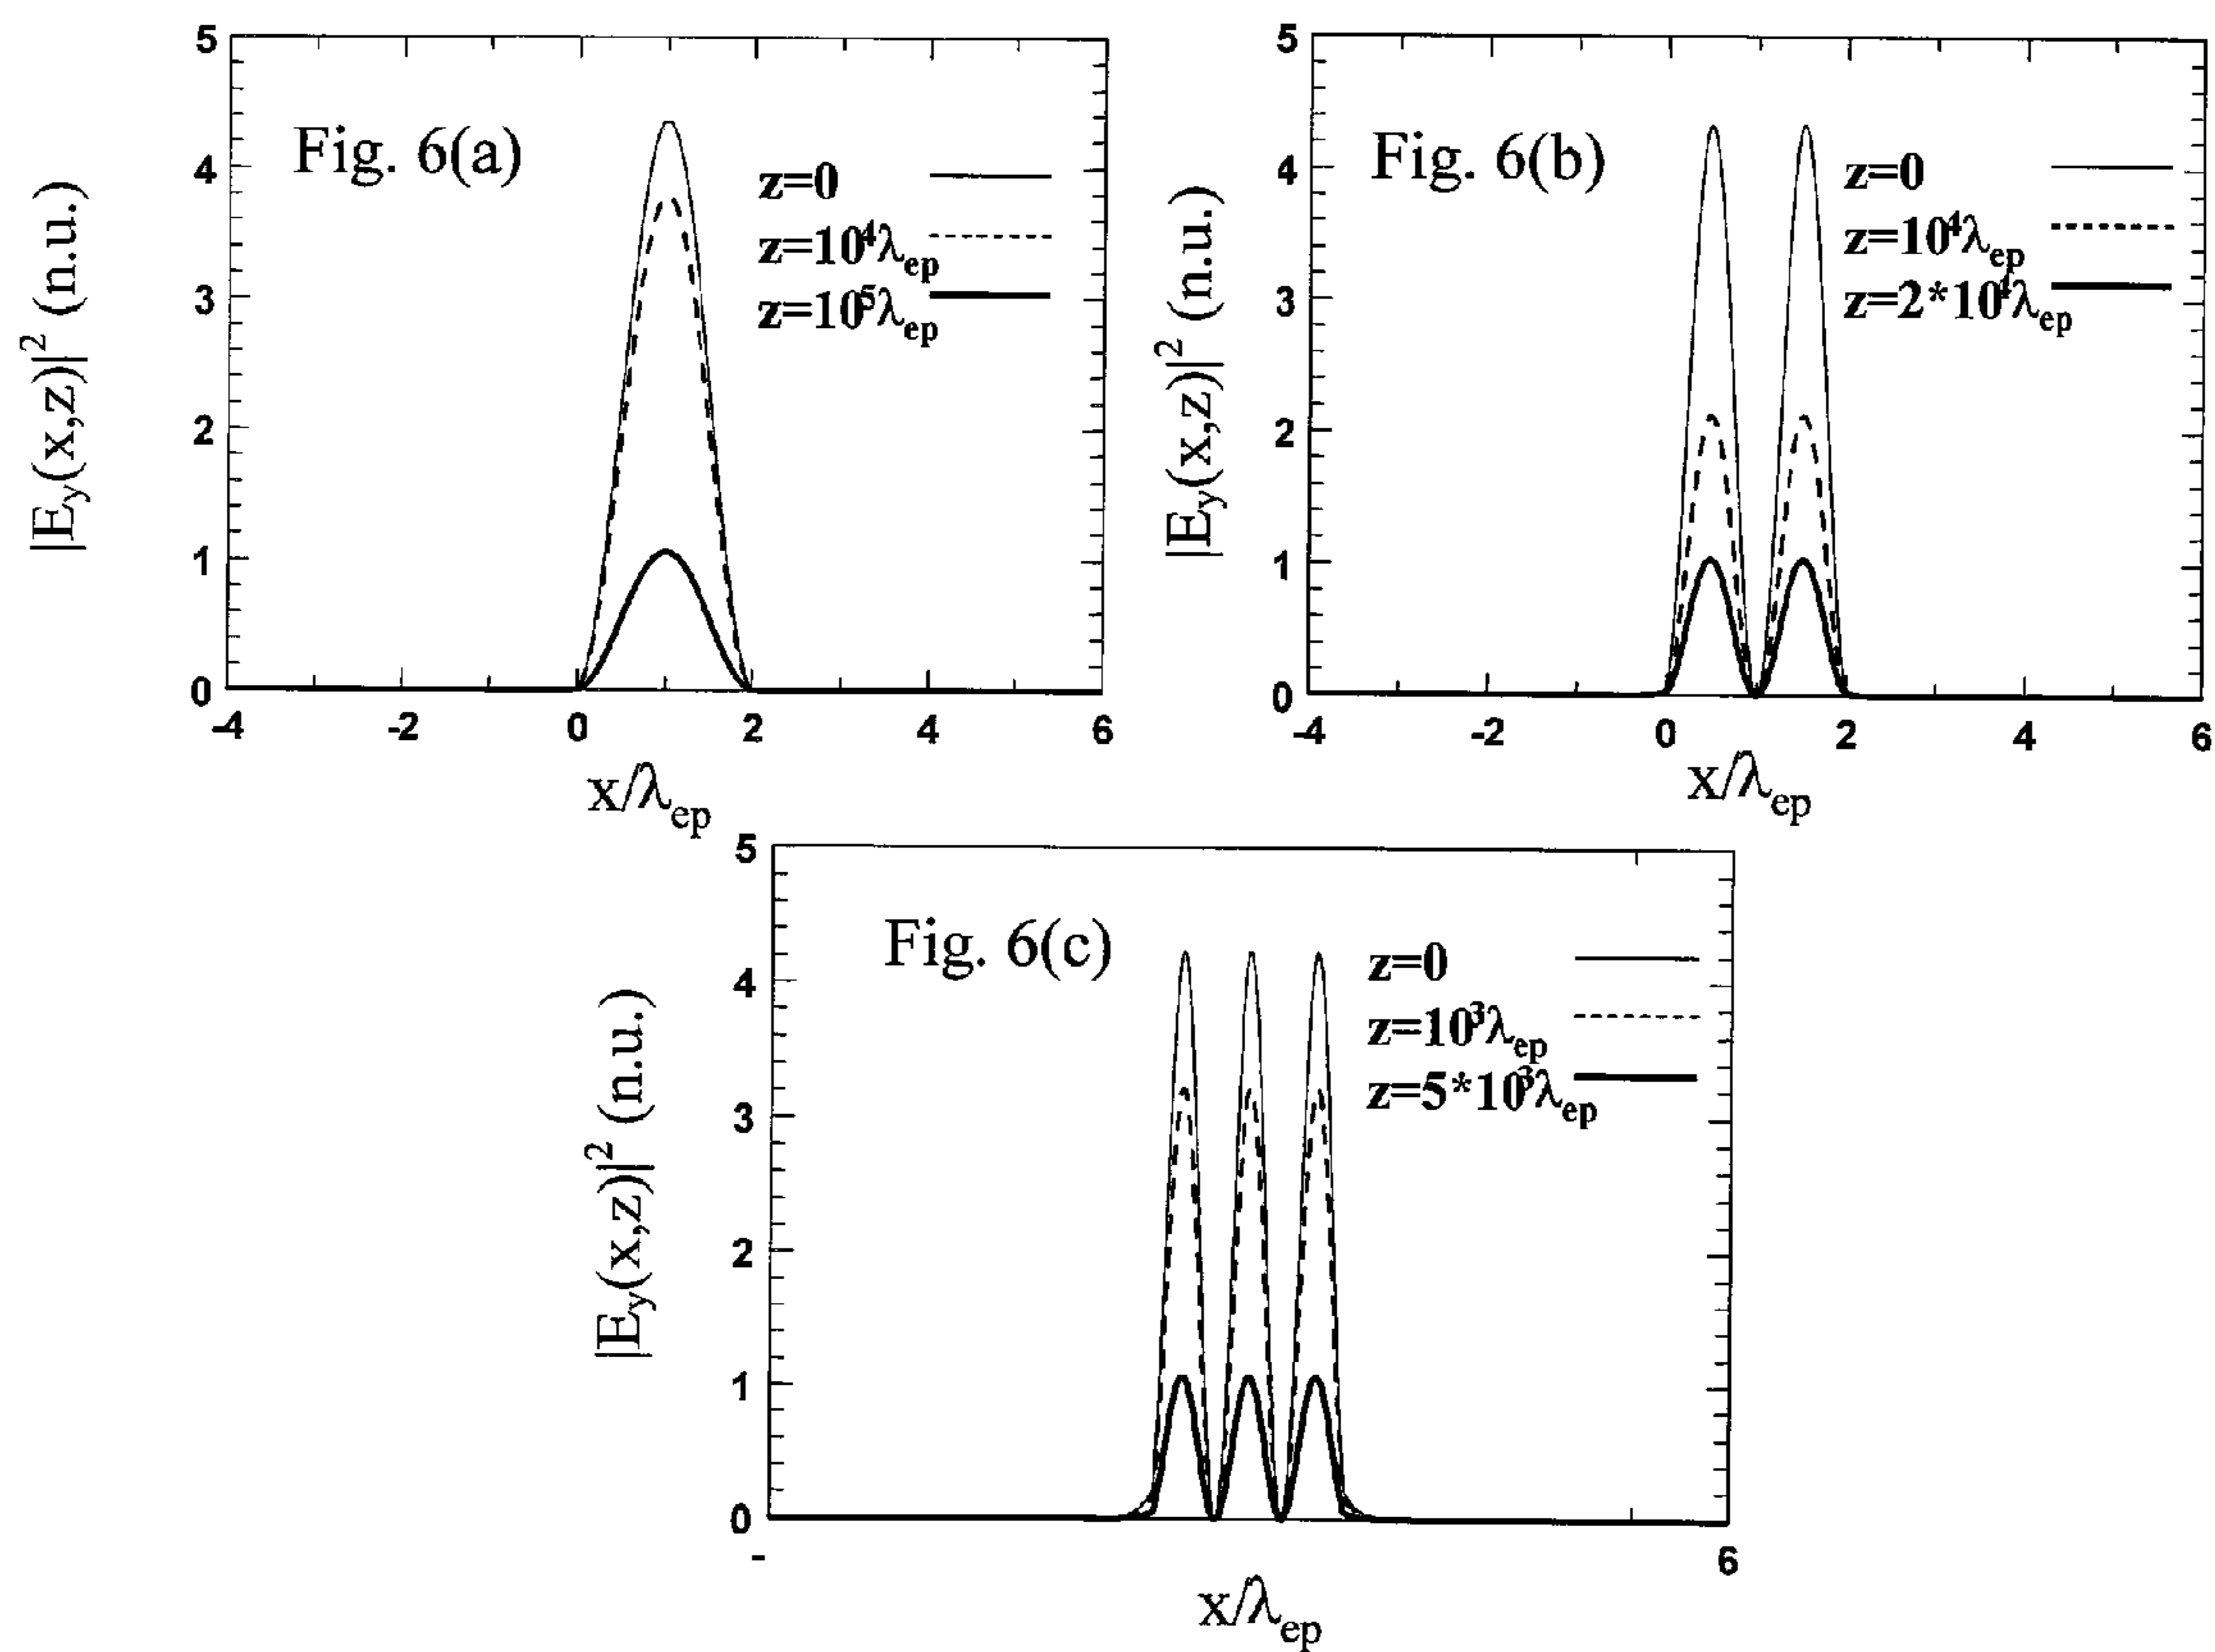 Fig. 6(a)
z=0
z=10⁴λep
z=10⁵λep
|Ey(x,z)|² (n.u.)
5
4
3
2
1
0
-4
-2
0
2
4
6
x/λep
Fig. 6(b)
z=0
z=10⁴λep
z=2*10⁴λep
|Ey(x,z)|² (n.u.)
5
4
3
2
1
0
-4
-2
0
2
4
6
x/λep
Fig. 6(c)
z=0
z=10³λep
z=5*10³λep
|Ey(x,z)|² (n.u.)
5
4
3
2
1
0
-
6
x/λep